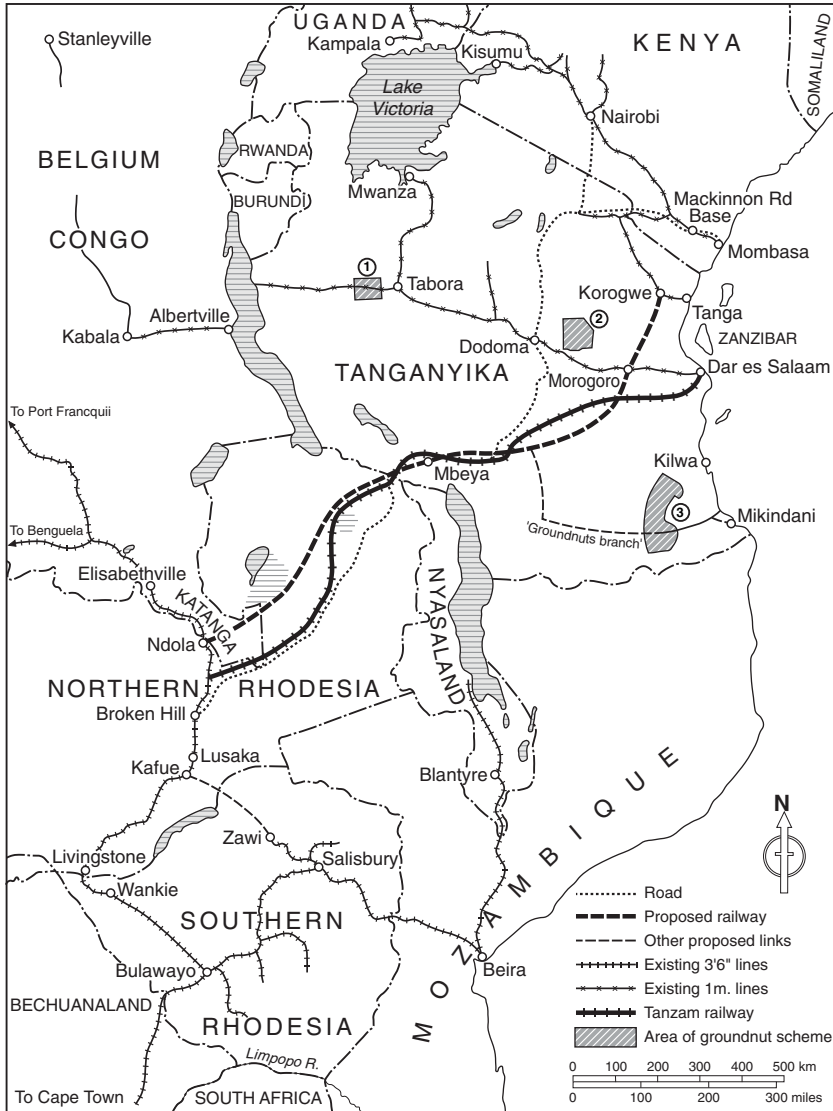 UGANDA
Kampala
Stanleyville
Kisumu
KENYA
SOMALILAND
Lake
Victoria
Nairobi
BELGIUM
CONGO
RWANDA
BURUNDI
Mwanza
Mackinnon Rd
Base
Mombasa
1
Tabora
Korogwe
Tanga
Albertville
Kabala
2
Dodoma
ZANZIBAR
TANGANYIKA
Morogoro
Dar es Salaam
To Port Francquii
Mbeya
Kilwa
To Benguela
3
Mikindani
'Groundnuts branch'
Elisabethville
KATANGA
NYASALAND
Ndola
NORTHERN RHODESIA
Broken Hill
Lusaka
Kafue
Blantyre
MOZAMBIQUE
N
Zawi
Salisbury
Livingstone
Wankie
SOUTHERN
Bulawayo
Beira
BECHUANALAND
RHODESIA
Limpopo R.
To Cape Town
SOUTH AFRICA
Road
Proposed railway
Other proposed links
Existing 3'6" lines
Existing 1m. lines
Tanzam railway
Area of groundnut scheme
0 100 200 300 400 500 km
0 100 200 300 miles